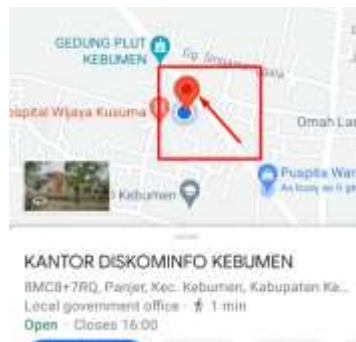 GEDUNG PLUT
KEBUMEN
Hospital Wijaya Kusuma
Omah La
Puspita War
Kebumen
KANTOR DISKOMINFO KEBUMEN
8MC8+7RQ, Panjer, Kec. Kebumen, Kabupaten Ke...
Local government office · 1 min
Open · Closes 16:00